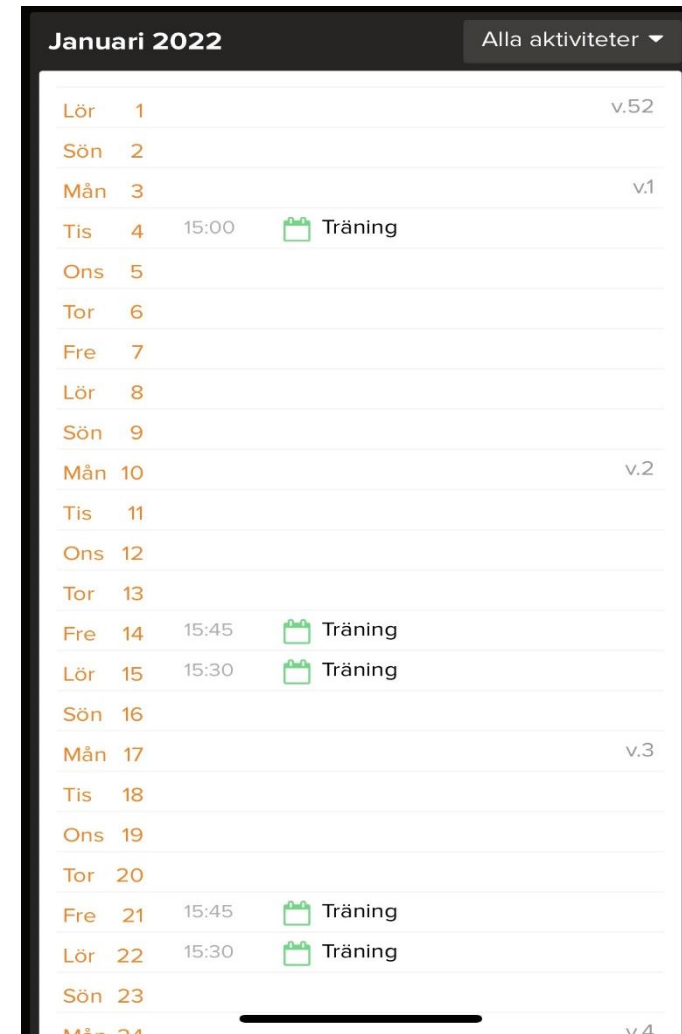 Januari 2022 Alla aktiviteter
Lör 1 v.52
Sön 2
Mån 3 v.1
Tis 4 15:00 Träning
Ons 5
Tor 6
Fre 7
Lör 8
Sön 9
Mån 10 v.2
Tis 11
Ons 12
Tor 13
Fre 14 15:45 Träning
Lör 15 15:30 Träning
Sön 16
Mån 17 v.3
Tis 18
Ons 19
Tor 20
Fre 21 15:45 Träning
Lör 22 15:30 Träning
Sön 23
Mån 24 v.4